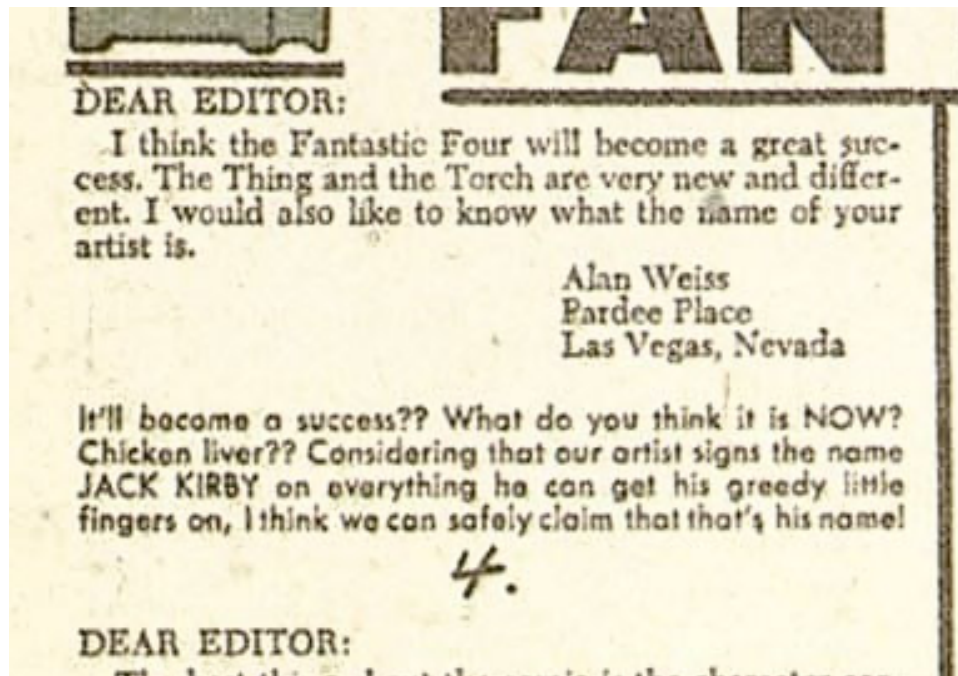 FAN
DEAR EDITOR:
I think the Fantastic Four will become a great suc-
cess. The Thing and the Torch are very new and differ-
ent. I would also like to know what the name of your
artist is.
Alan Weiss
Pardee Place
Las Vegas, Nevada
It'll become a success?? What do you think it is NOW?
Chicken liver?? Considering that our artist signs the name
JACK KIRBY on everything he can get his greedy little
fingers on, I think we can safely claim that that's his name!
4.
DEAR EDITOR: